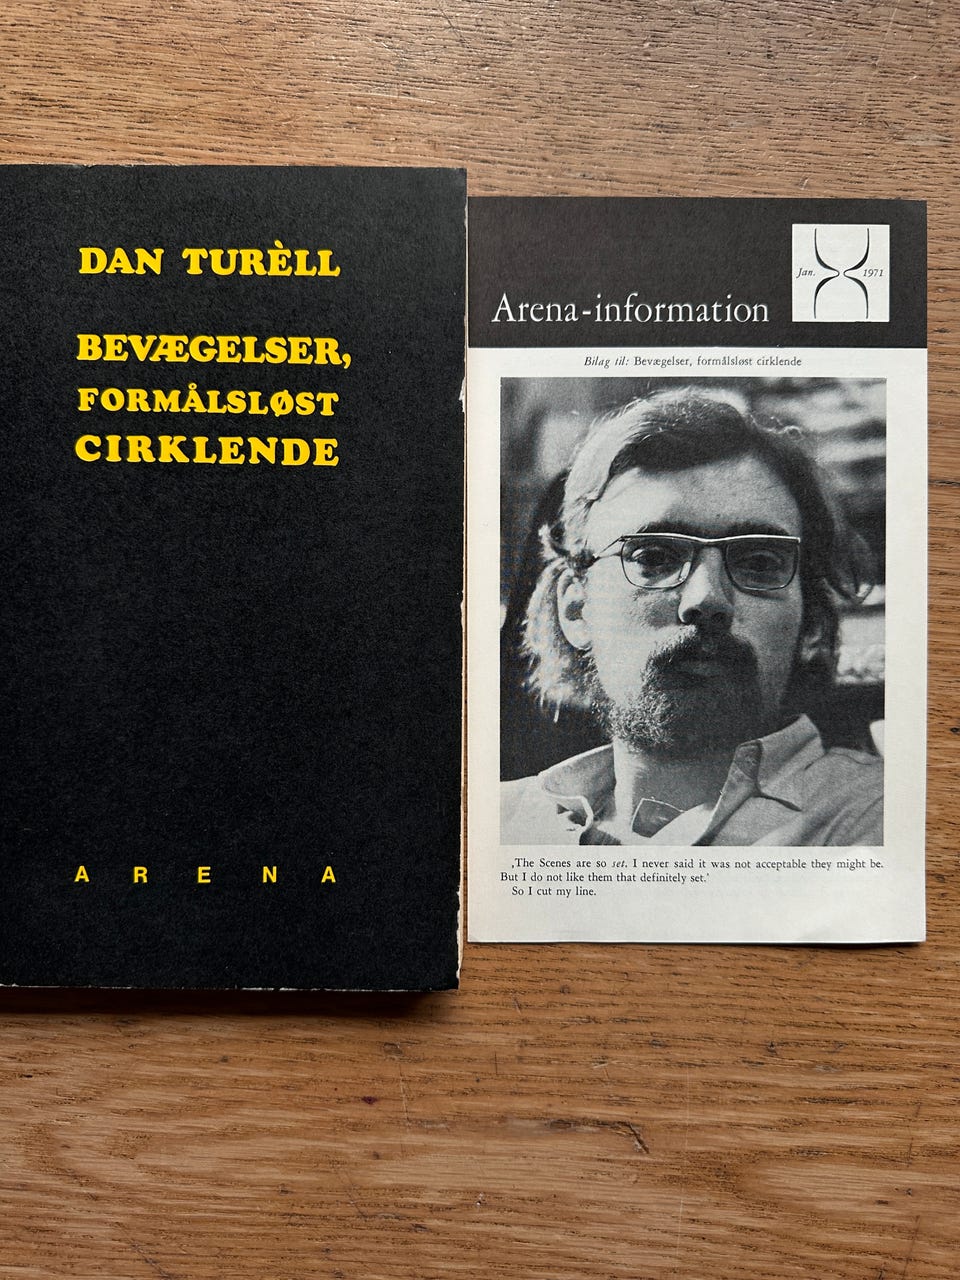 DAN TURÈLL
BEVÆGELSER,
FORMÅLSLØST
CIRKLENDE
ARENA
Arena-information
Jan. 1971
Bilag til: Bevægelser, formålsløst cirklende
‚The Scenes are so set. I never said it was not acceptable they might be.
But I do not like them that definitely set.’
So I cut my line.